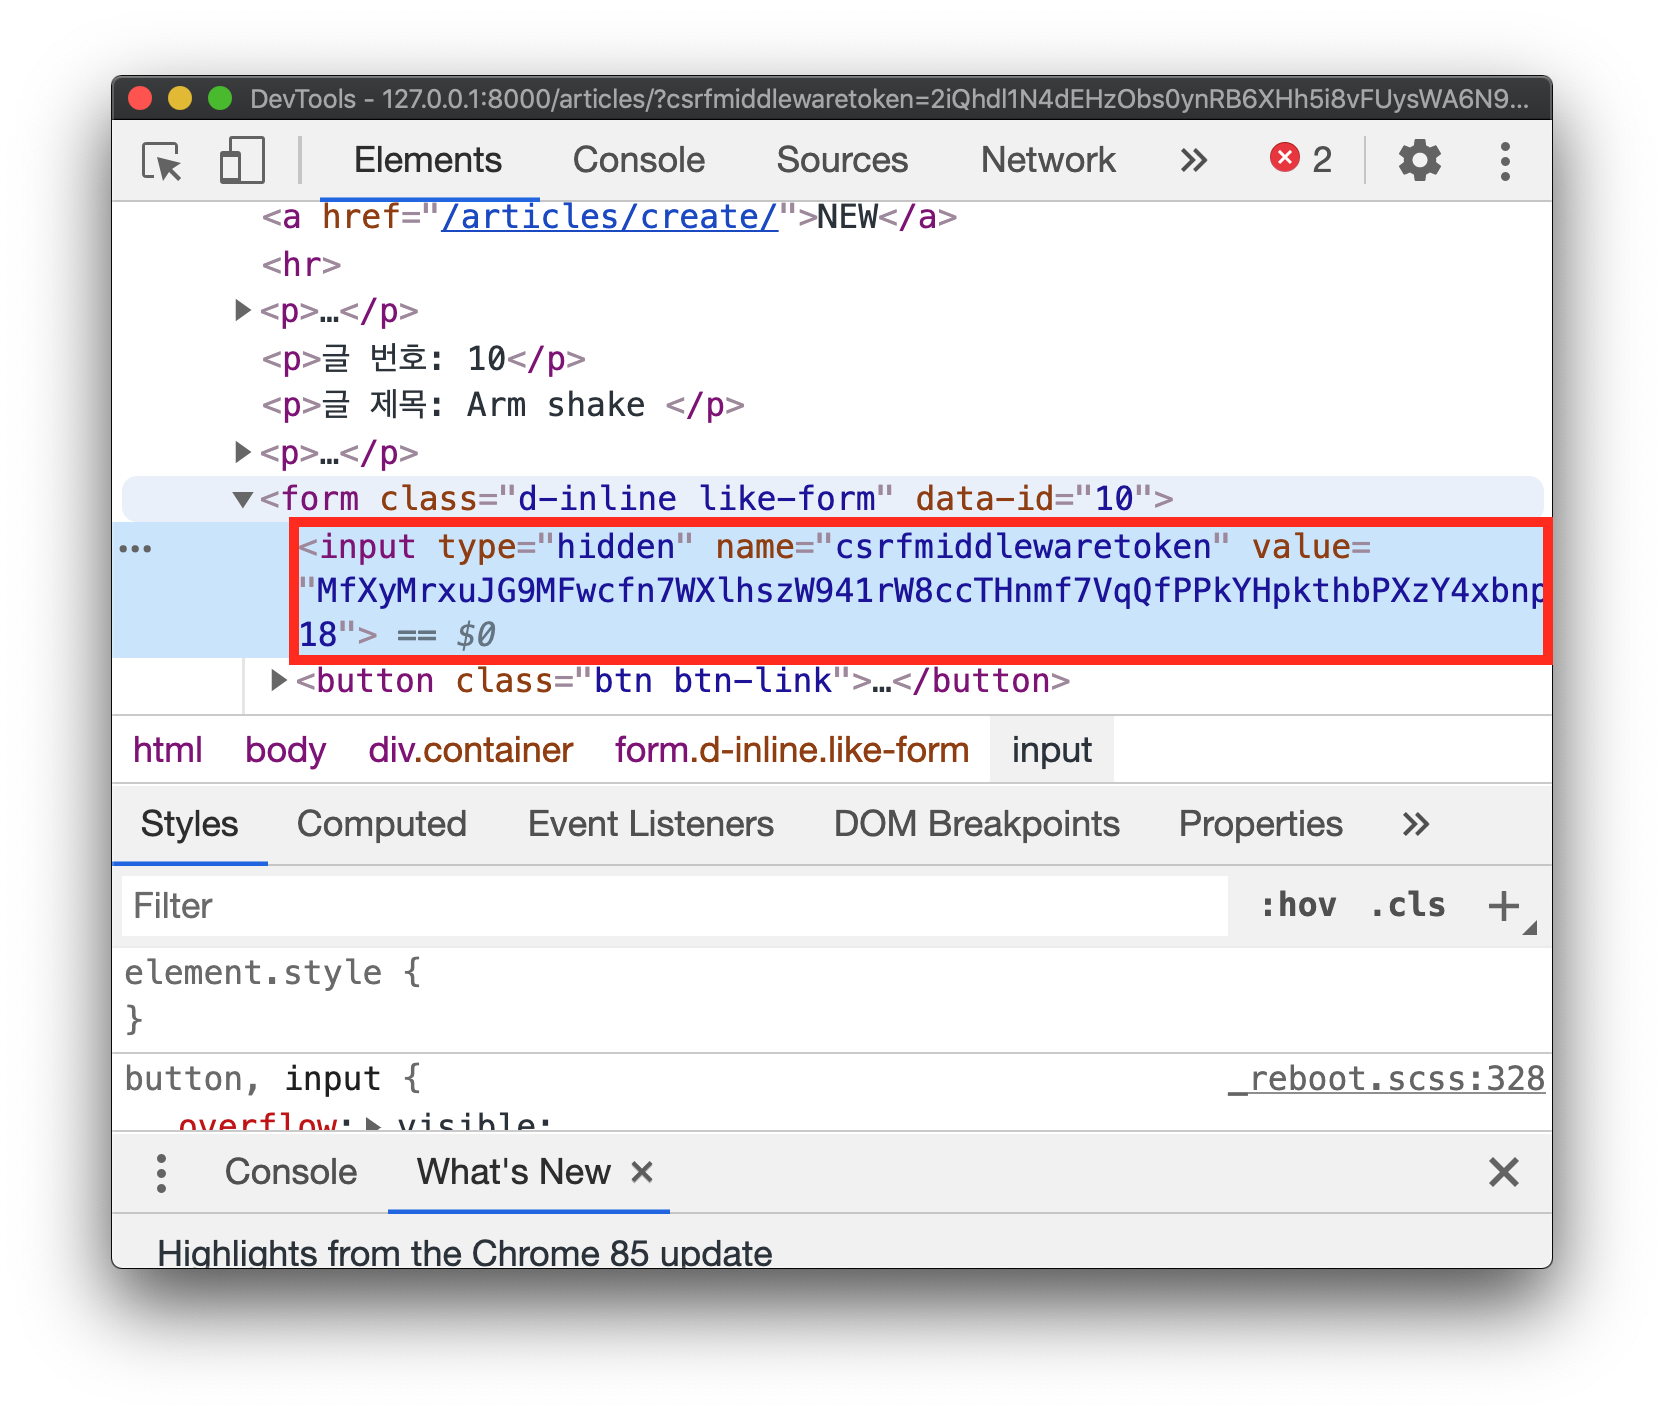 DevTools - 127.0.0.1:8000/articles/?csrfmiddlewaretoken=2iQhdl1N4dEHzObs0ynRB6XHh5i8vFUysWA6N9...
Elements Console Sources Network 2
<a href="/articles/create/">NEW</a>
<hr>
<p>…</p>
<p>글 번호: 10</p>
<p>글 제목: Arm shake </p>
<p>…</p>
<form class="d-inline like-form" data-id="10">
<input type="hidden" name="csrfmiddlewaretoken" value=
"MfXyMrxuJG9MFwcfn7WXlhszW941rW8ccTHnmf7VqQfPPkYHpkthbPXzY4xbnp
18"> == $0
<button class="btn btn-link">…</button>
html body div.container form.d-inline.like-form input
Styles Computed Event Listeners DOM Breakpoints Properties
Filter :hov .cls
element.style {
}
button, input { _reboot.scss:328
overflow: visible;
Console What's New
Highlights from the Chrome 85 update